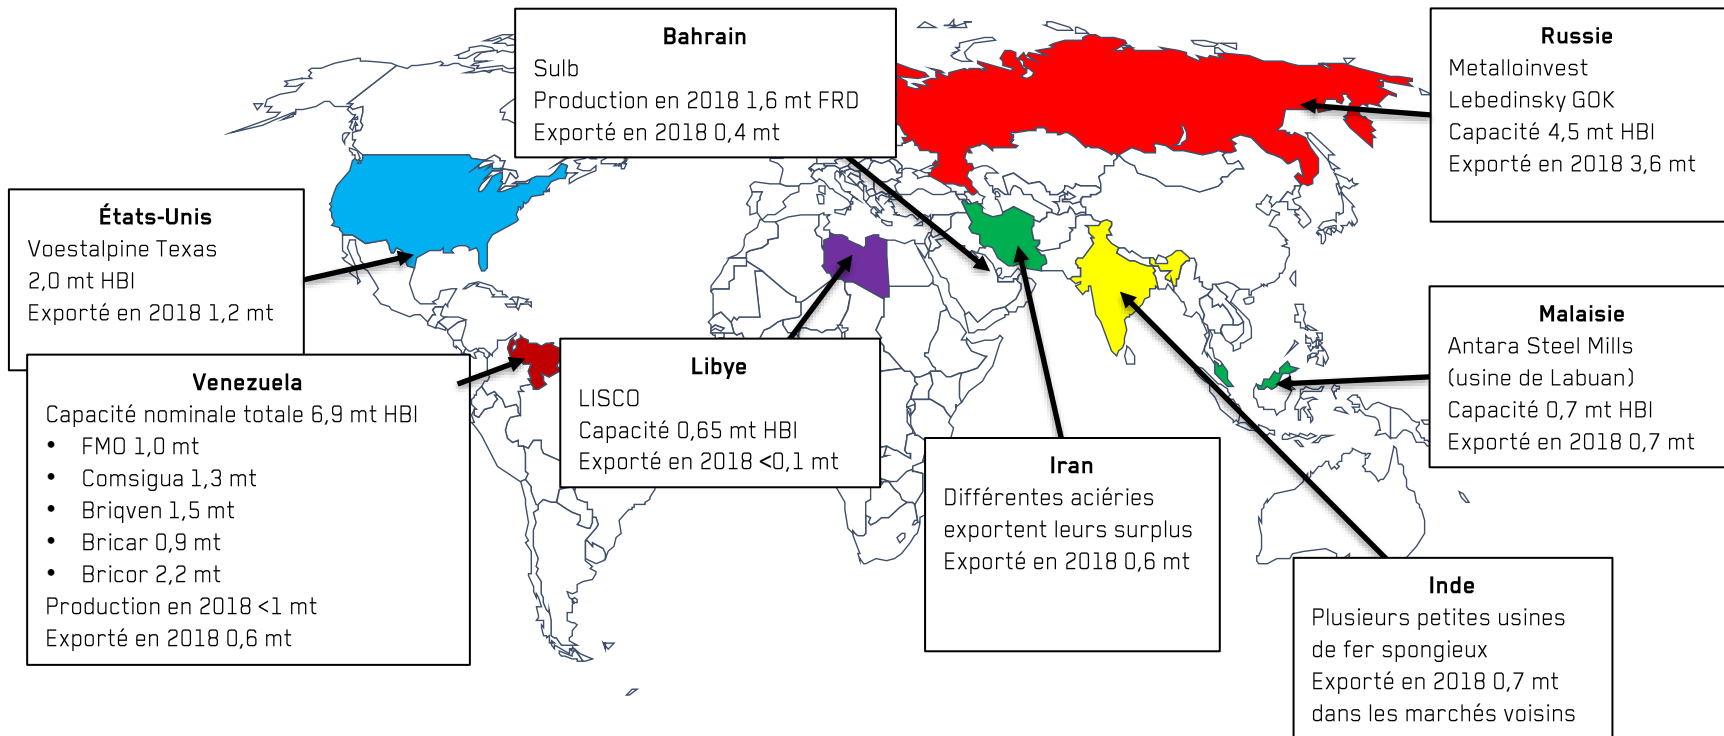 Bahrain
Sulb
Production en 2018 1,6 mt FRD
Exporté en 2018 0,4 mt
Russie
Metalloinvest
Lebedinsky GOK
Capacité 4,5 mt HBI
Exporté en 2018 3,6 mt
États-Unis
Voestalpine Texas
2,0 mt HBI
Exporté en 2018 1,2 mt
Venezuela
Capacité nominale totale 6,9 mt HBI
• FMO 1,0 mt
• Comsigua 1,3 mt
• Briqven 1,5 mt
• Bricar 0,9 mt
• Bricor 2,2 mt
Production en 2018 <1 mt
Exporté en 2018 0,6 mt
Libye
LISCO
Capacité 0,65 mt HBI
Exporté en 2018 <0,1 mt
Iran
Différentes aciéries
exportent leurs surplus
Exporté en 2018 0,6 mt
Malaisie
Antara Steel Mills
(usine de Labuan)
Capacité 0,7 mt HBI
Exporté en 2018 0,7 mt
Inde
Plusieurs petites usines
de fer spongieux
Exporté en 2018 0,7 mt
dans les marchés voisins